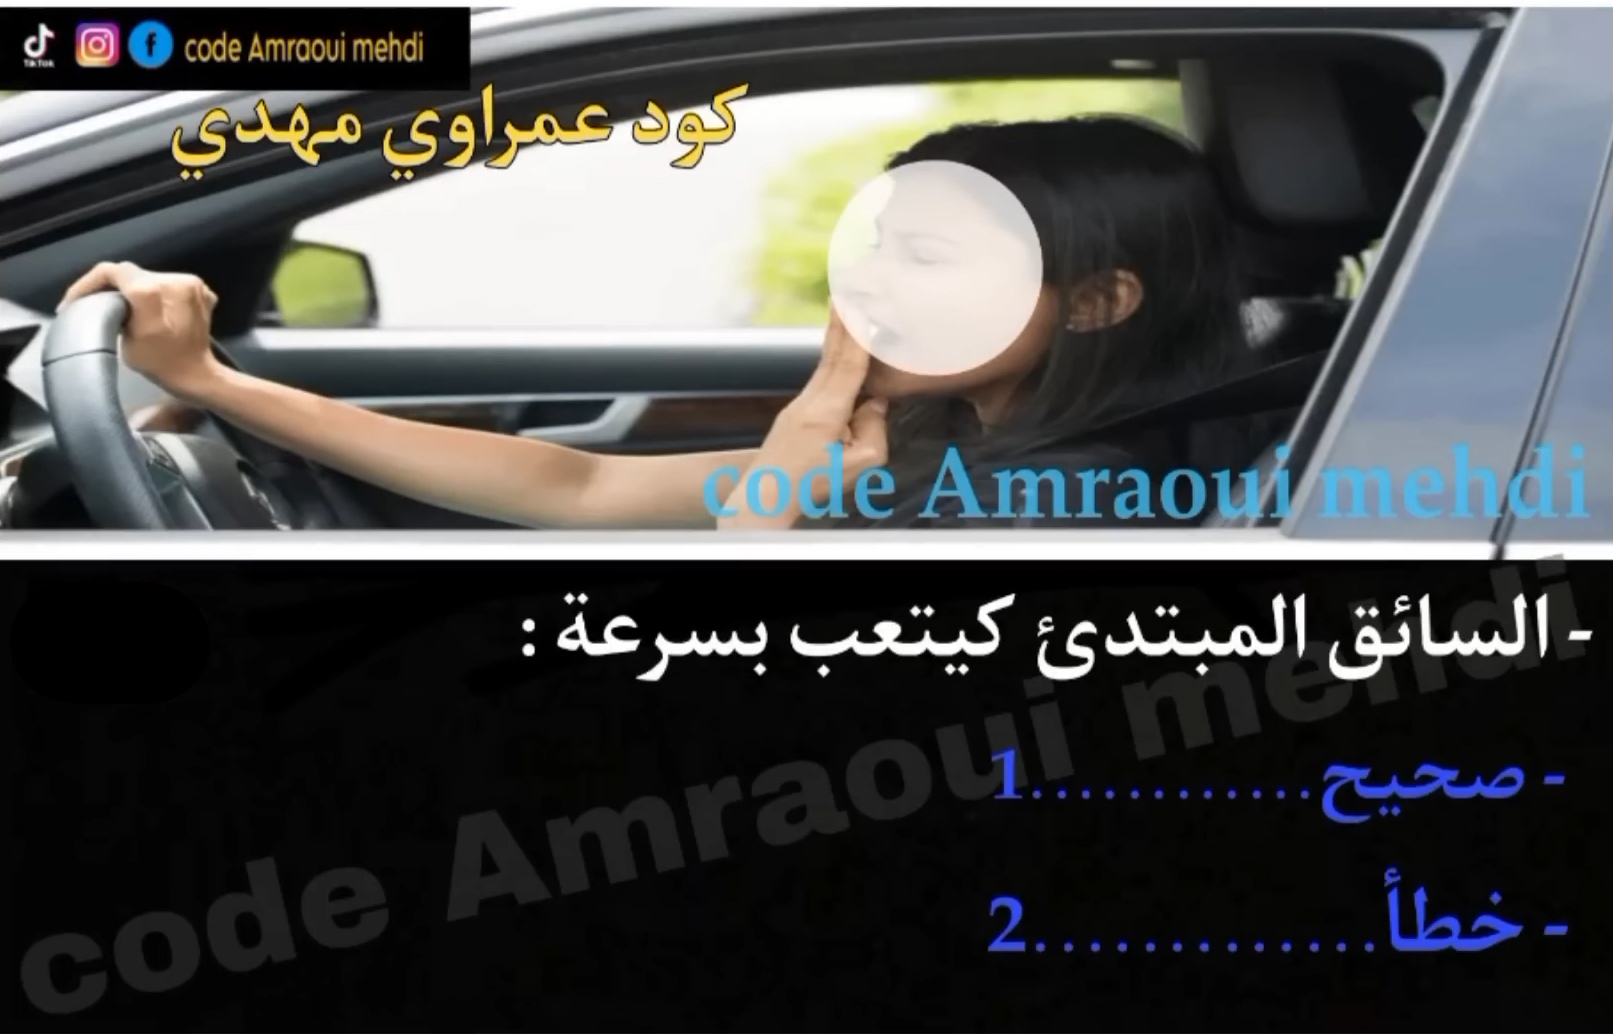 TikTok
code Amraoui mehdi
كود عمراوي مهدي
code Amraoui mehdi
- السائق المبتدئ كيتعب بسرعة :
- صحيح............1
- خطأ..............2
code Amraoui mehdi